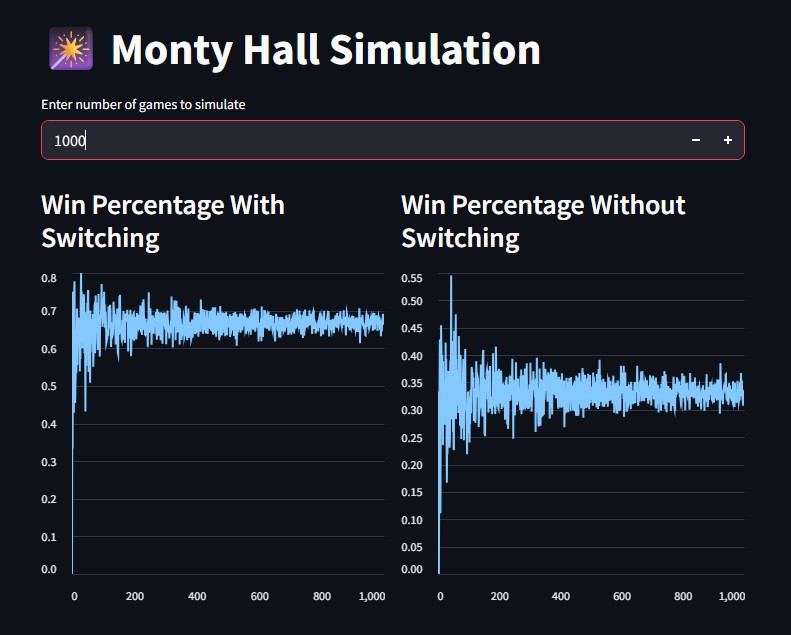 Monty Hall Simulation
Enter number of games to simulate
1000
− +
Win Percentage With
Switching
0.8
0.7
0.6
0.5
0.4
0.3
0.2
0.1
0.0
0 200 400 600 800 1,000
Win Percentage Without
Switching
0.55
0.50
0.45
0.40
0.35
0.30
0.25
0.20
0.15
0.10
0.05
0.00
0 200 400 600 800 1,000